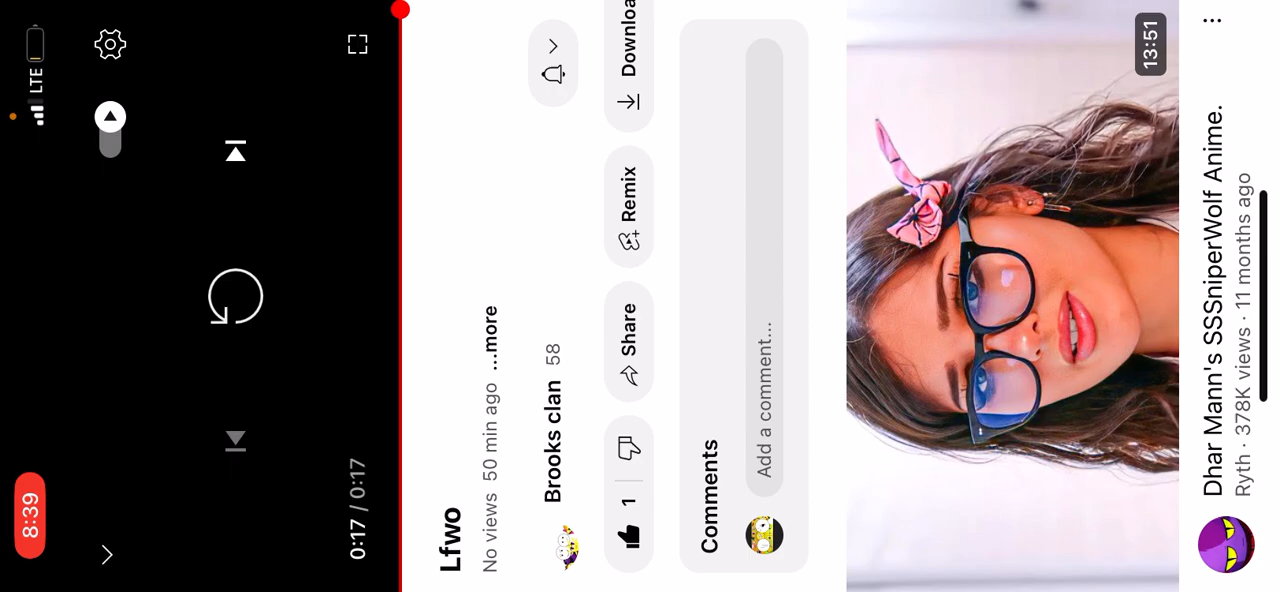 8:39
LTE
0:17 / 0:17
Lfwo
No views 50 min ago ...more
Brooks clan 58
1 Share Remix Downloa
Comments
Add a comment...
13:51
Dhar Mann's SSSniperWolf Anime.
Ryth · 378K views · 11 months ago